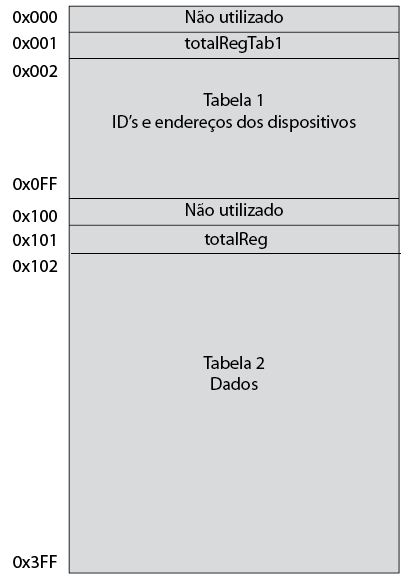 0x000 Não utilizado
0x001 totalRegTab1
0x002
Tabela 1
ID's e endereços dos dispositivos
0x0FF
0x100 Não utilizado
0x101 totalReg
0x102
Tabela 2
Dados
0x3FF